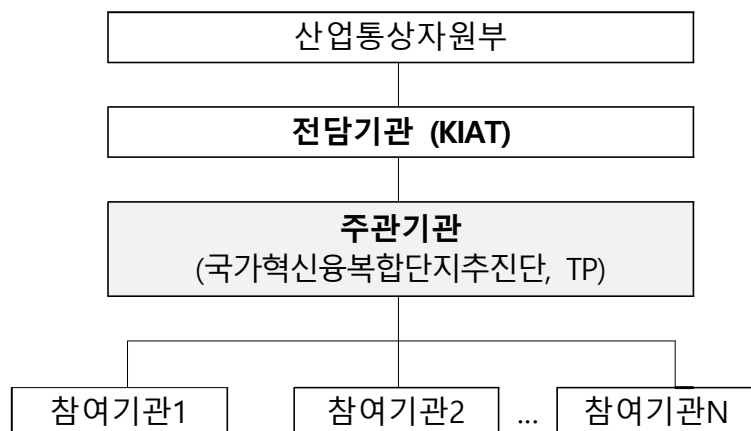 산업통상자원부
전담기관 (KIAT)
주관기관
(국가혁신융복합단지추진단, TP)
참여기관1 참여기관2 ... 참여기관N